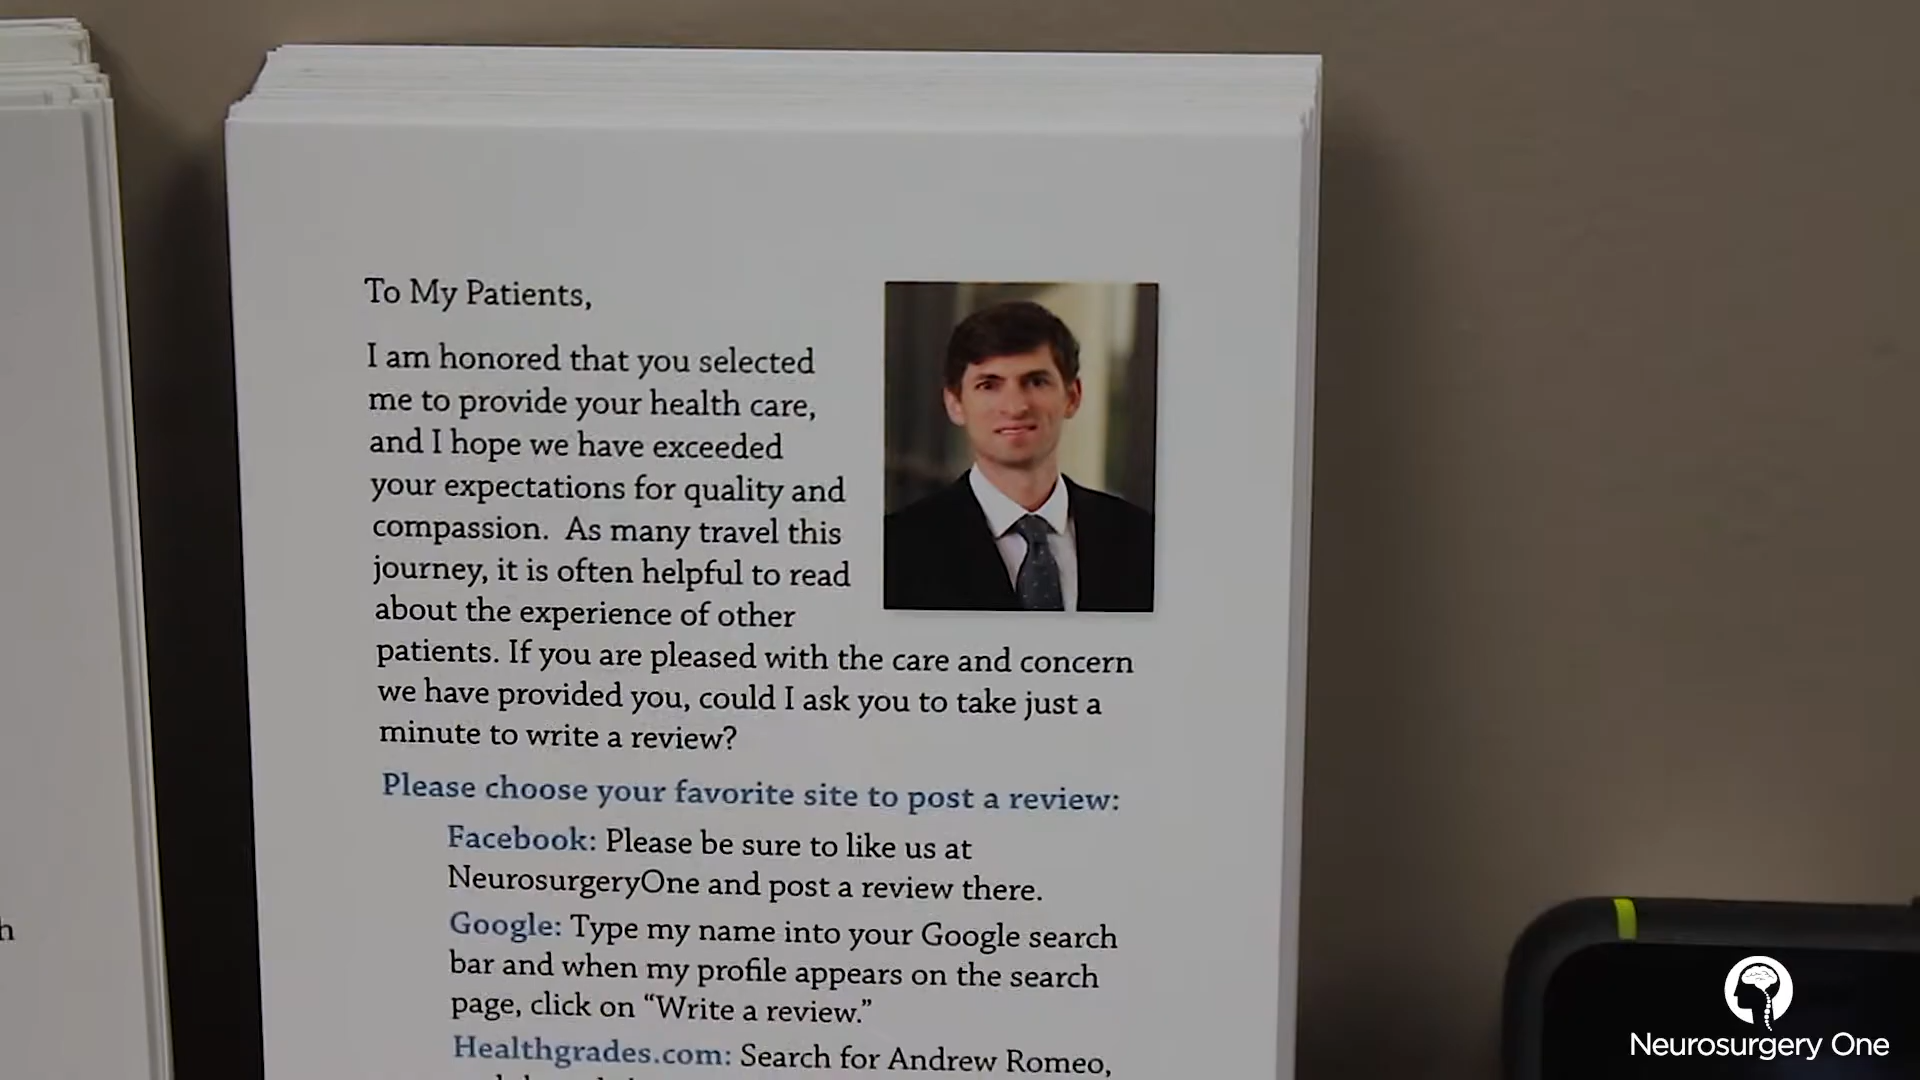 To My Patients,
I am honored that you selected
me to provide your health care,
and I hope we have exceeded
your expectations for quality and
compassion. As many travel this
journey, it is often helpful to read
about the experience of other
patients. If you are pleased with the care and concern
we have provided you, could I ask you to take just a
minute to write a review?
Please choose your favorite site to post a review:
Facebook: Please be sure to like us at
NeurosurgeryOne and post a review there.
Google: Type my name into your Google search
bar and when my profile appears on the search
page, click on “Write a review.”
Healthgrades.com: Search for Andrew Romeo,
h
Neurosurgery One